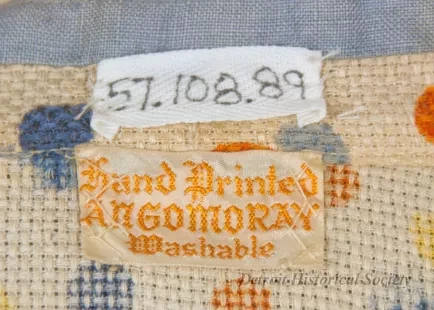 57.108.89
Hand Printed
ANGOMORAY
Washable
Detroit Historical Society